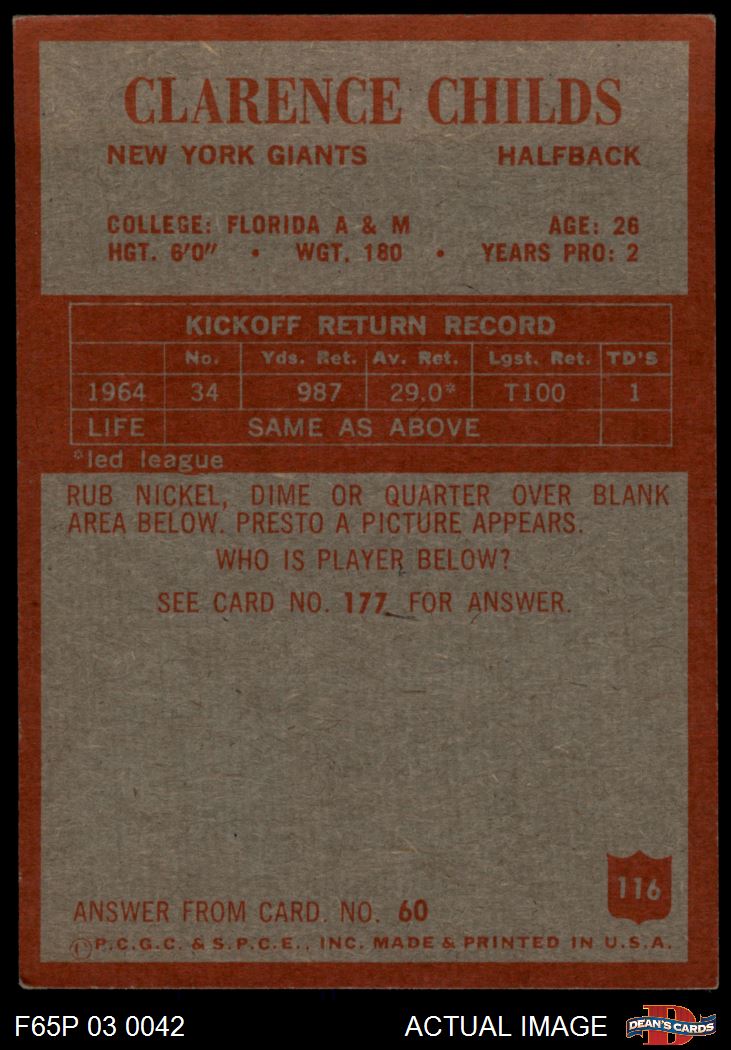 CLARENCE CHILDS
NEW YORK GIANTS HALFBACK
COLLEGE: FLORIDA A & M AGE: 26
HGT. 6'0" • WGT. 180 • YEARS PRO: 2
KICKOFF RETURN RECORD
No. Yds. Ret. Av. Ret. Lgst. Ret. TD'S
1964 34 987 29.0* T100 1
LIFE SAME AS ABOVE
*led league
RUB NICKEL, DIME OR QUARTER OVER BLANK
AREA BELOW. PRESTO A PICTURE APPEARS.
WHO IS PLAYER BELOW?
SEE CARD NO. 177 FOR ANSWER.
116
ANSWER FROM CARD. NO. 60
©P.C.G.C. & S.P.C.E., INC. MADE & PRINTED IN U.S.A.
F65P 03 0042 ACTUAL IMAGE D DEAN'S CARDS